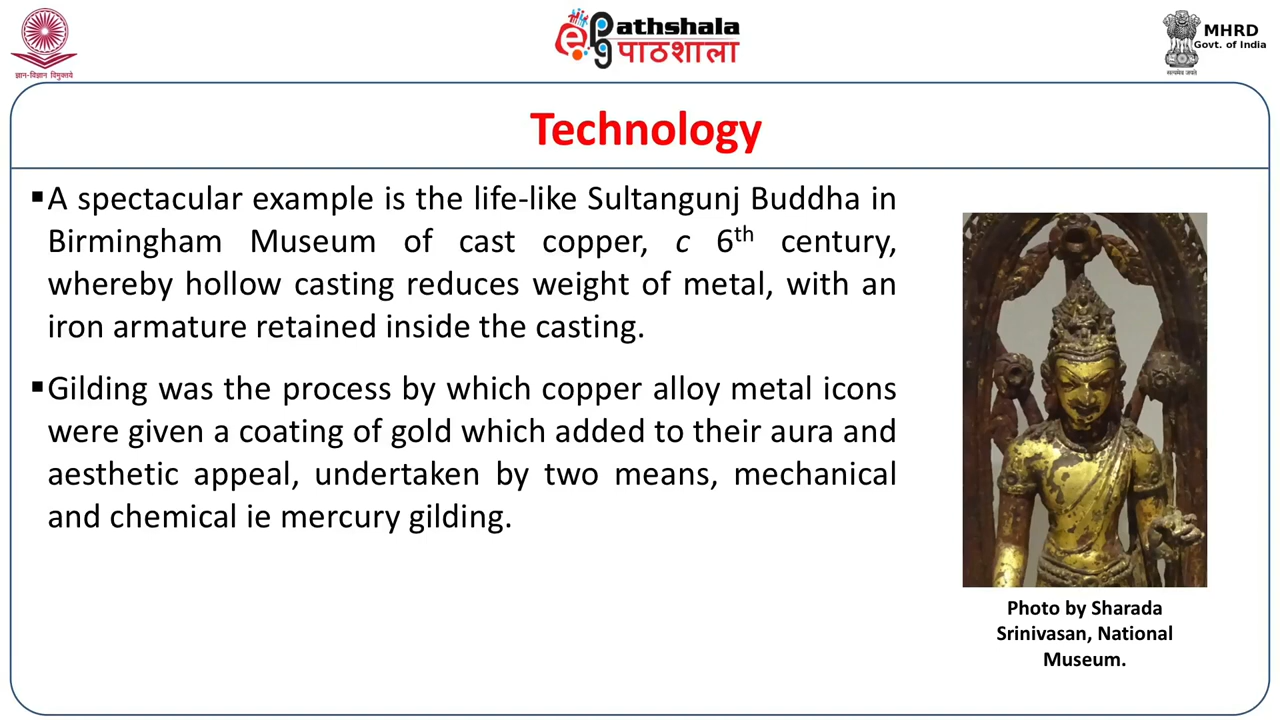 ज्ञान-विज्ञान विमुक्तये
Pathshala
पाठशाला
MHRD
Govt. of India
सत्यमेव जयते
Technology
▪A spectacular example is the life-like Sultangunj Buddha in
Birmingham Museum of cast copper, c 6th century,
whereby hollow casting reduces weight of metal, with an
iron armature retained inside the casting.
▪Gilding was the process by which copper alloy metal icons
were given a coating of gold which added to their aura and
aesthetic appeal, undertaken by two means, mechanical
and chemical ie mercury gilding.
Photo by Sharada
Srinivasan, National
Museum.